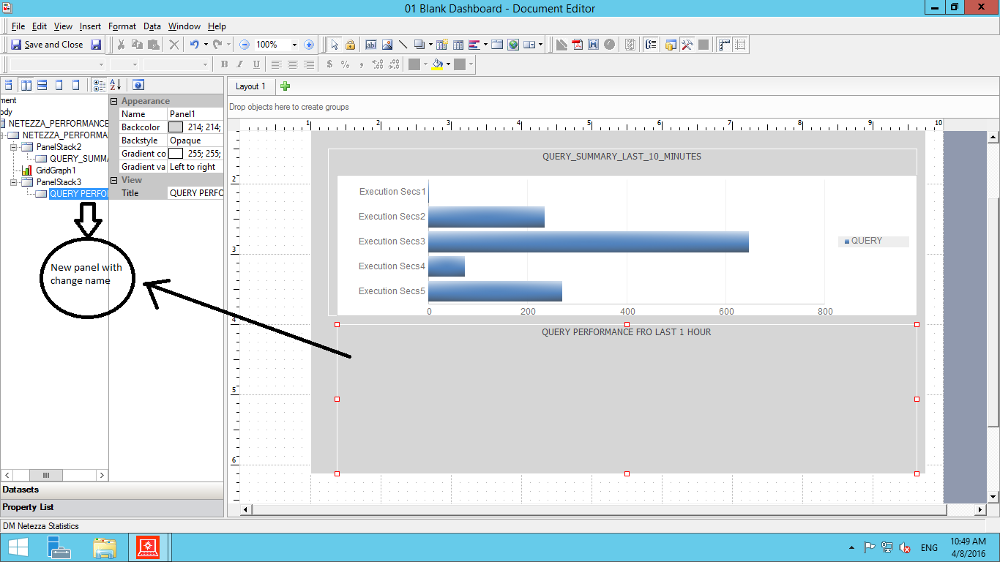 01 Blank Dashboard - Document Editor
File Edit View Insert Format Data Window Help
Save and Close 100%
B I U $ % ,
Layout 1
Drop objects here to create groups
ment
ody
NETEZZA_PERFORMANCE
NETEZZA_PERFORMA
PanelStack2
QUERY_SUMM
GridGraph1
PanelStack3
QUERY PERFO
Appearance
Name Panel1
Backcolor 214; 214;
Backstyle Opaque
Gradient co 255; 255;
Gradient va Left to right
View
Title QUERY PERFO
New panel with
change name
1 2 3 4 5 6 7 8 9 10
2
3
4
5
6
QUERY_SUMMARY_LAST_10_MINUTES
Execution Secs1
Execution Secs2
Execution Secs3
Execution Secs4
Execution Secs5
0 200 400 600 800
QUERY
QUERY PERFORMANCE FRO LAST 1 HOUR
Datasets
Property List
DM Netezza Statistics
ENG
10:49 AM
4/8/2016